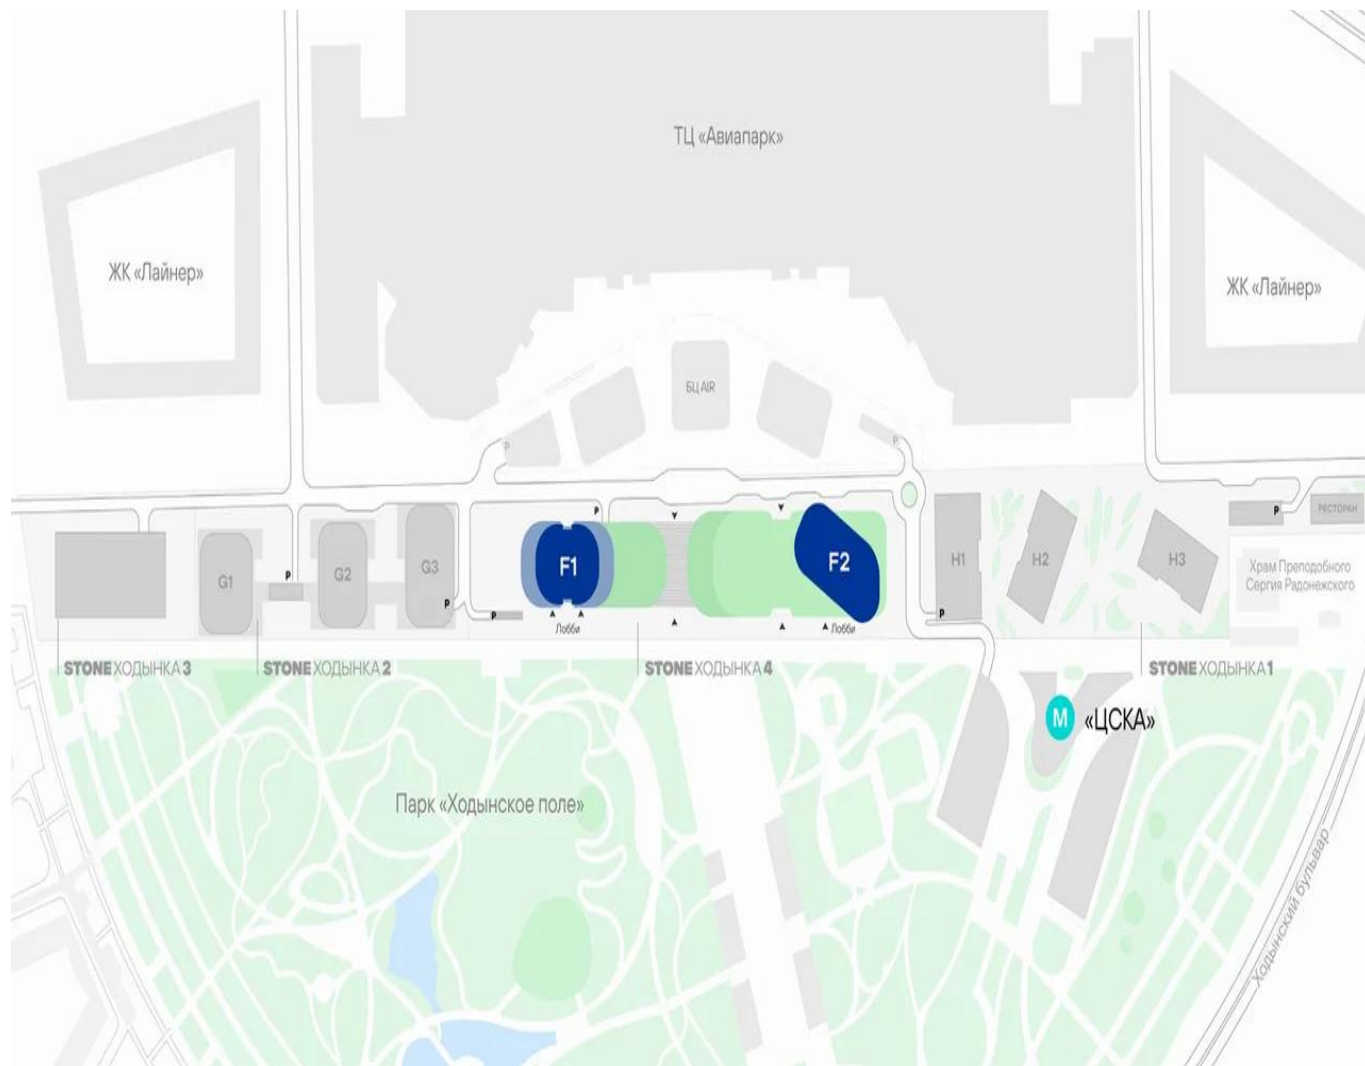 ТЦ «Авиапарк»
ЖК «Лайнер»
ЖК «Лайнер»
БЦ AIR
P
P
P
P
РЕСТОРАН
F1
F2
G1
G2
G3
H1
H2
H3
Храм Преподобного
Сергия Радонежского
P
P
P
P
Лобби
Лобби
STONE ХОДЫНКА 3
STONE ХОДЫНКА 2
STONE ХОДЫНКА 4
STONE ХОДЫНКА 1
М «ЦСКА»
Парк «Ходынское поле»
Ходынский бульвар